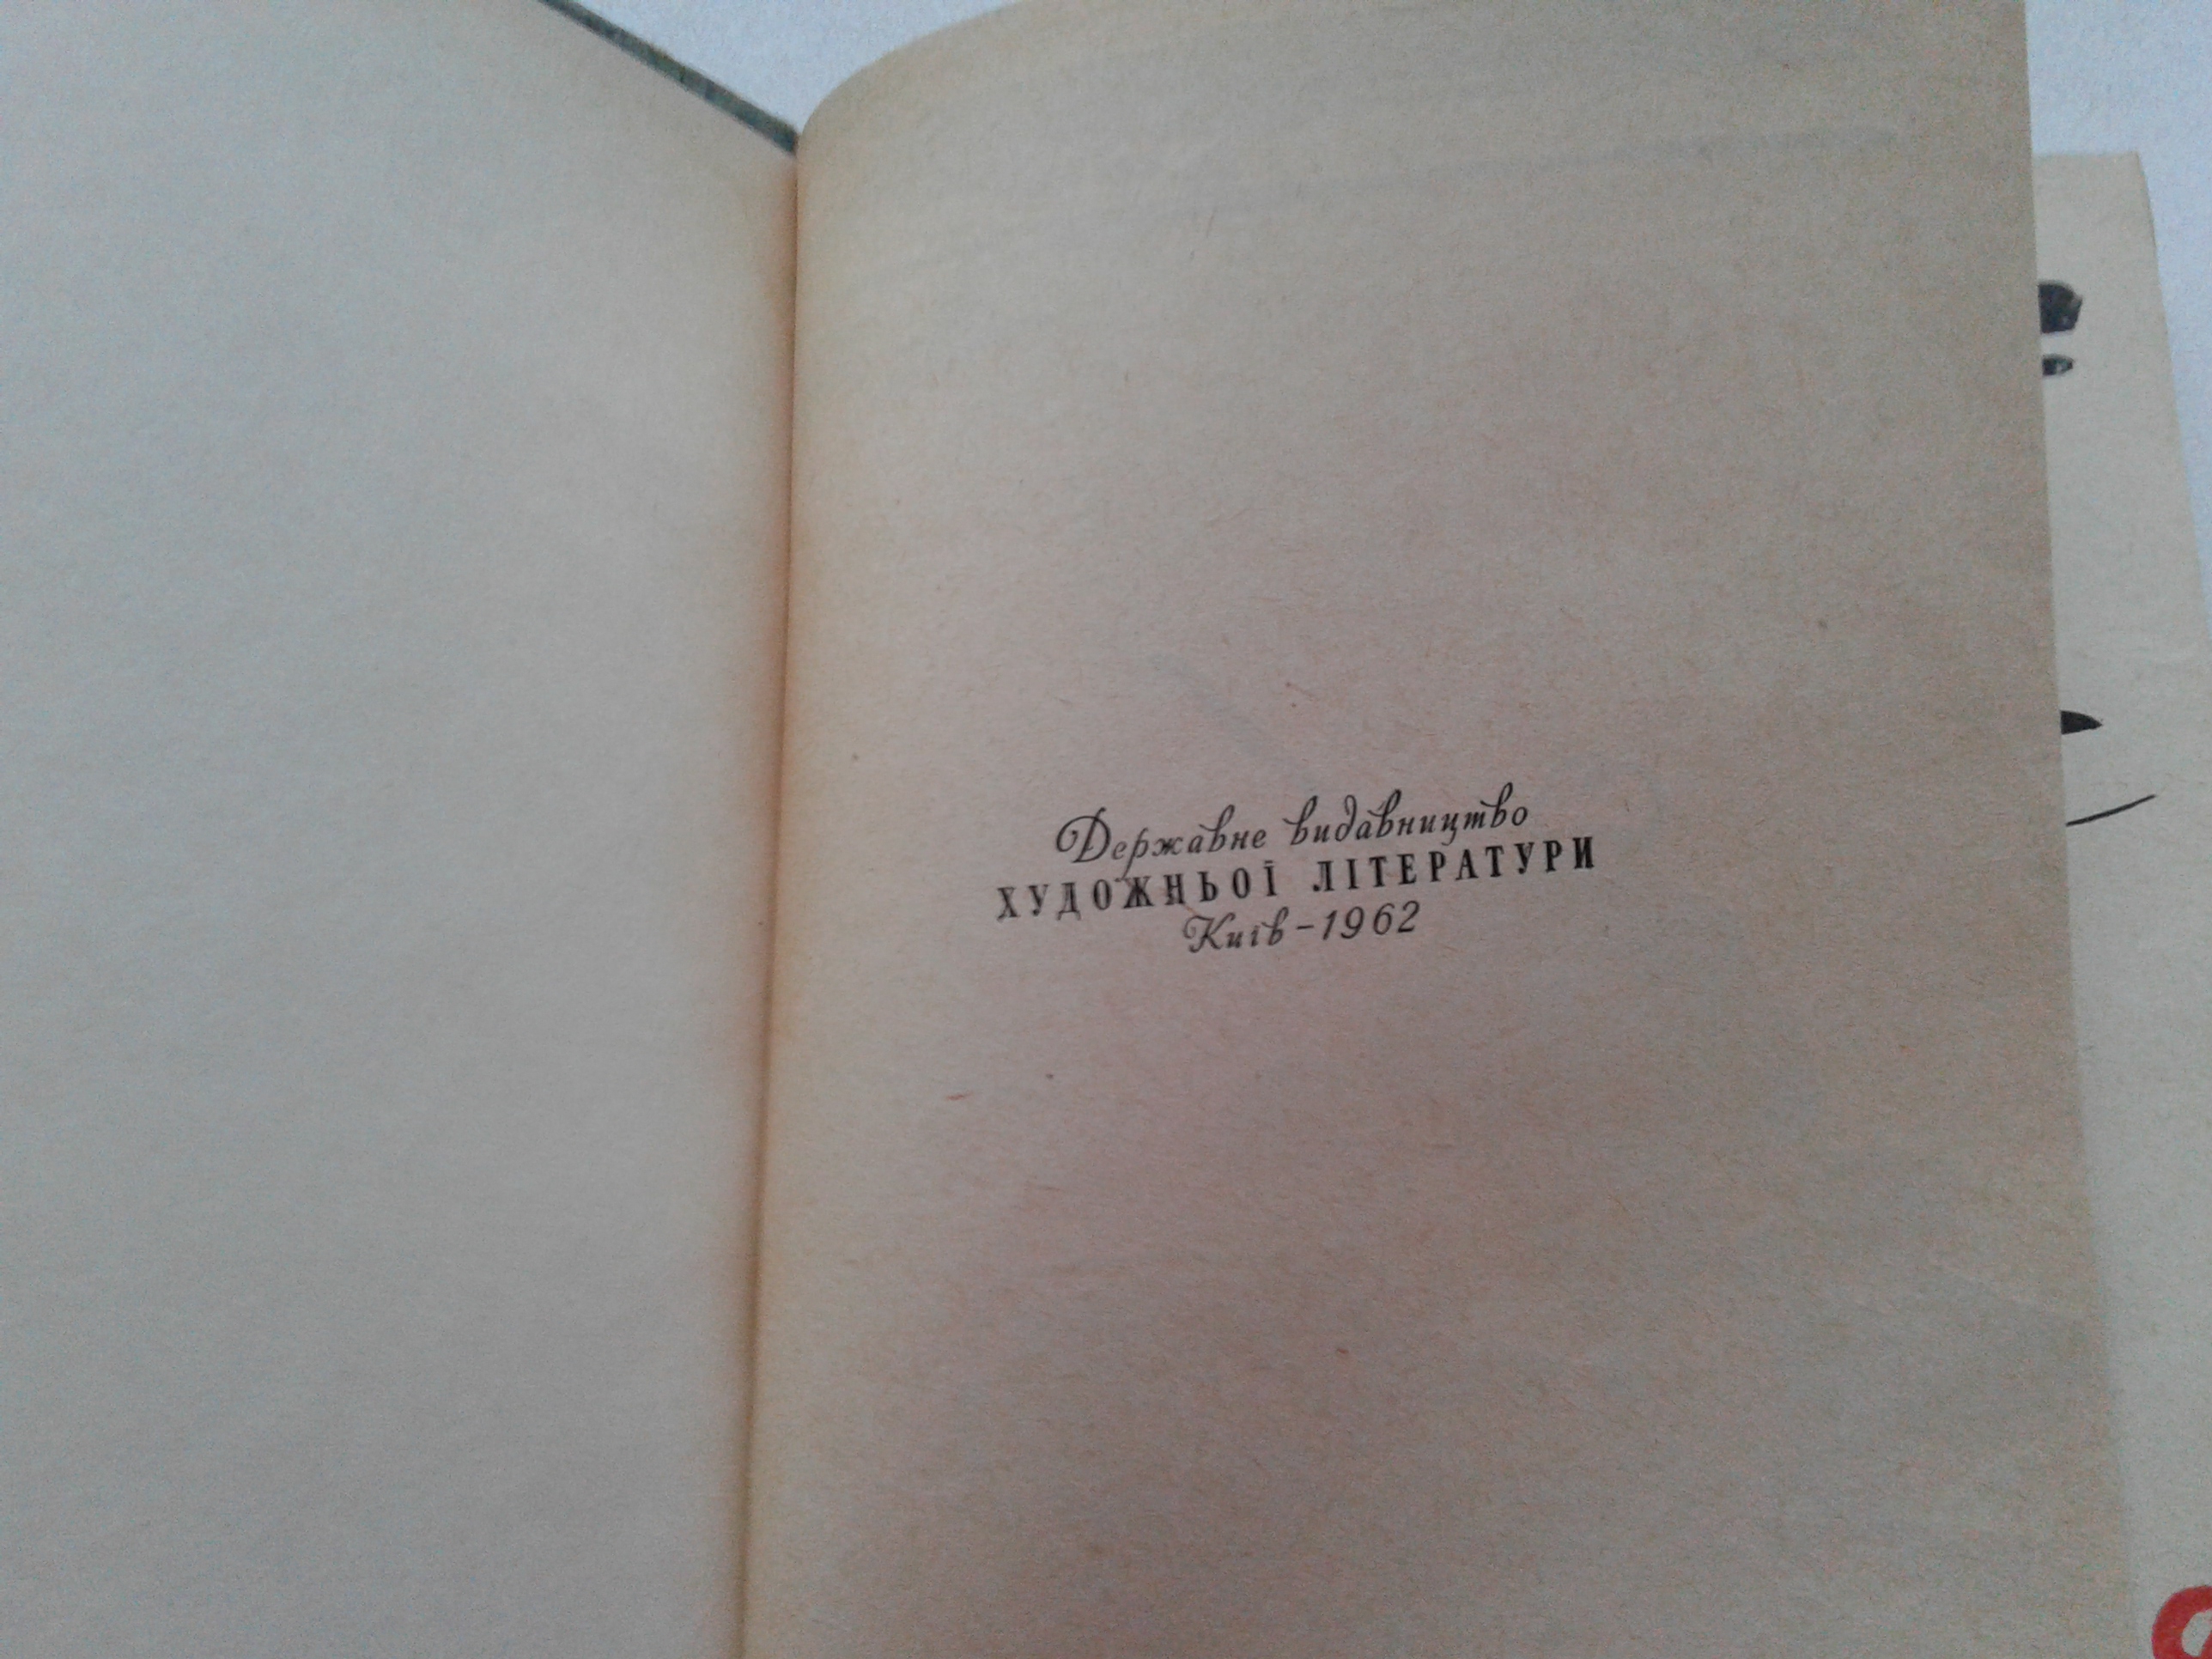 Державне видавництво
ХУДОЖНЬОЇ ЛІТЕРАТУРИ
Київ – 1962